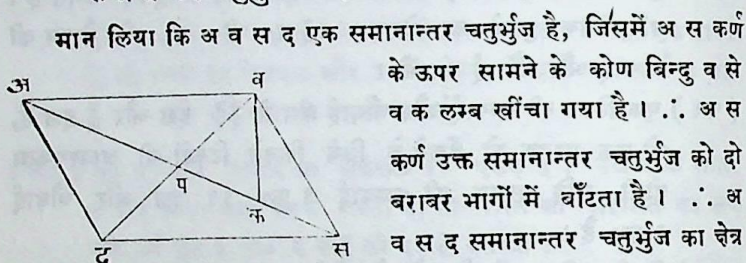 मान लिया कि अ व स द एक समानान्तर चतुर्भुज है, जिसमें अ स कर्ण
के ऊपर सामने के कोण विन्दु व से
व क लम्ब खींचा गया है। ∴ अ स
कर्ण उक्त समानान्तर चतुर्भुज को दो
बराबर भागों में बाँटता है। ∴ अ
व स द समानान्तर चतुर्भुज का क्षेत्र
अ
व
प
क
द
स